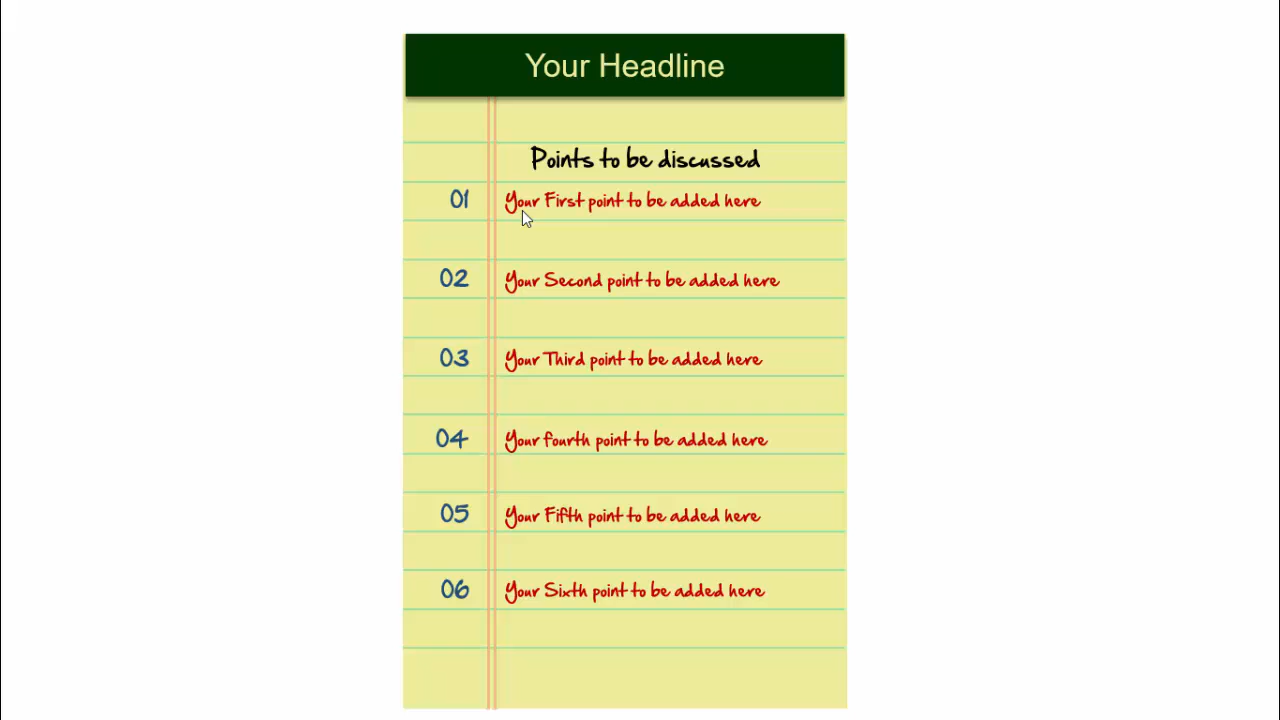 Your Headline
Points to be discussed
01 Your First point to be added here
02 Your Second point to be added here
03 Your Third point to be added here
04 Your fourth point to be added here
05 Your Fifth point to be added here
06 Your Sixth point to be added here